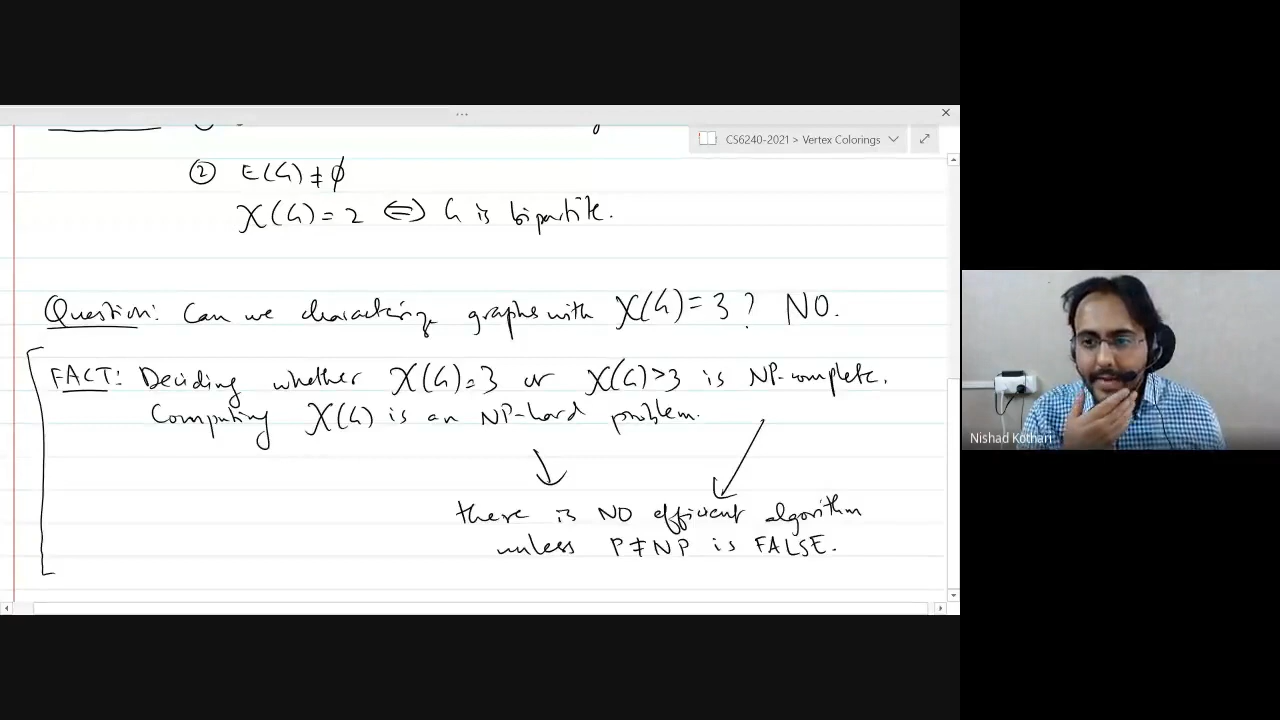 CS6240-2021 > Vertex Colorings
② E(G) ≠ ϕ
χ(G) = 2 ⟺ G is bipartite.
Question: Can we characterize graphs with χ(G) = 3? NO.
FACT: Deciding whether χ(G)=3 or χ(G)>3 is NP-complete.
Computing χ(G) is an NP-hard problem.
there is NO efficient algorithm
unless P≠NP is FALSE.
Nishad Kothari